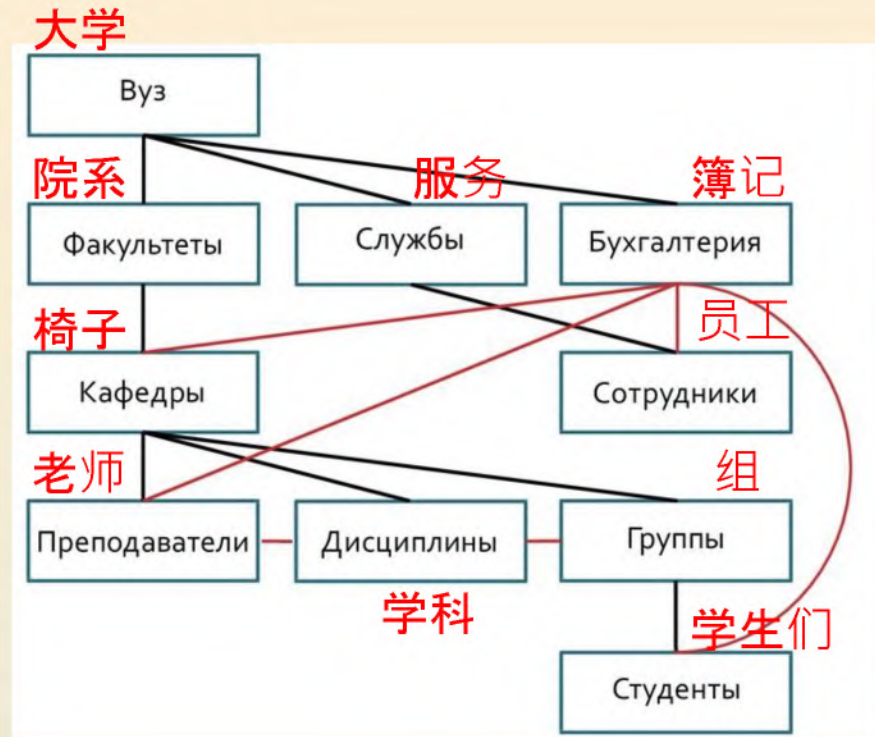 大学
Вуз
院系
服务
簿记
Факультеты
Службы
Бухгалтерия
椅子
员工
Кафедры
Сотрудники
老师
组
Преподаватели
Дисциплины
Группы
学科
学生们
Студенты